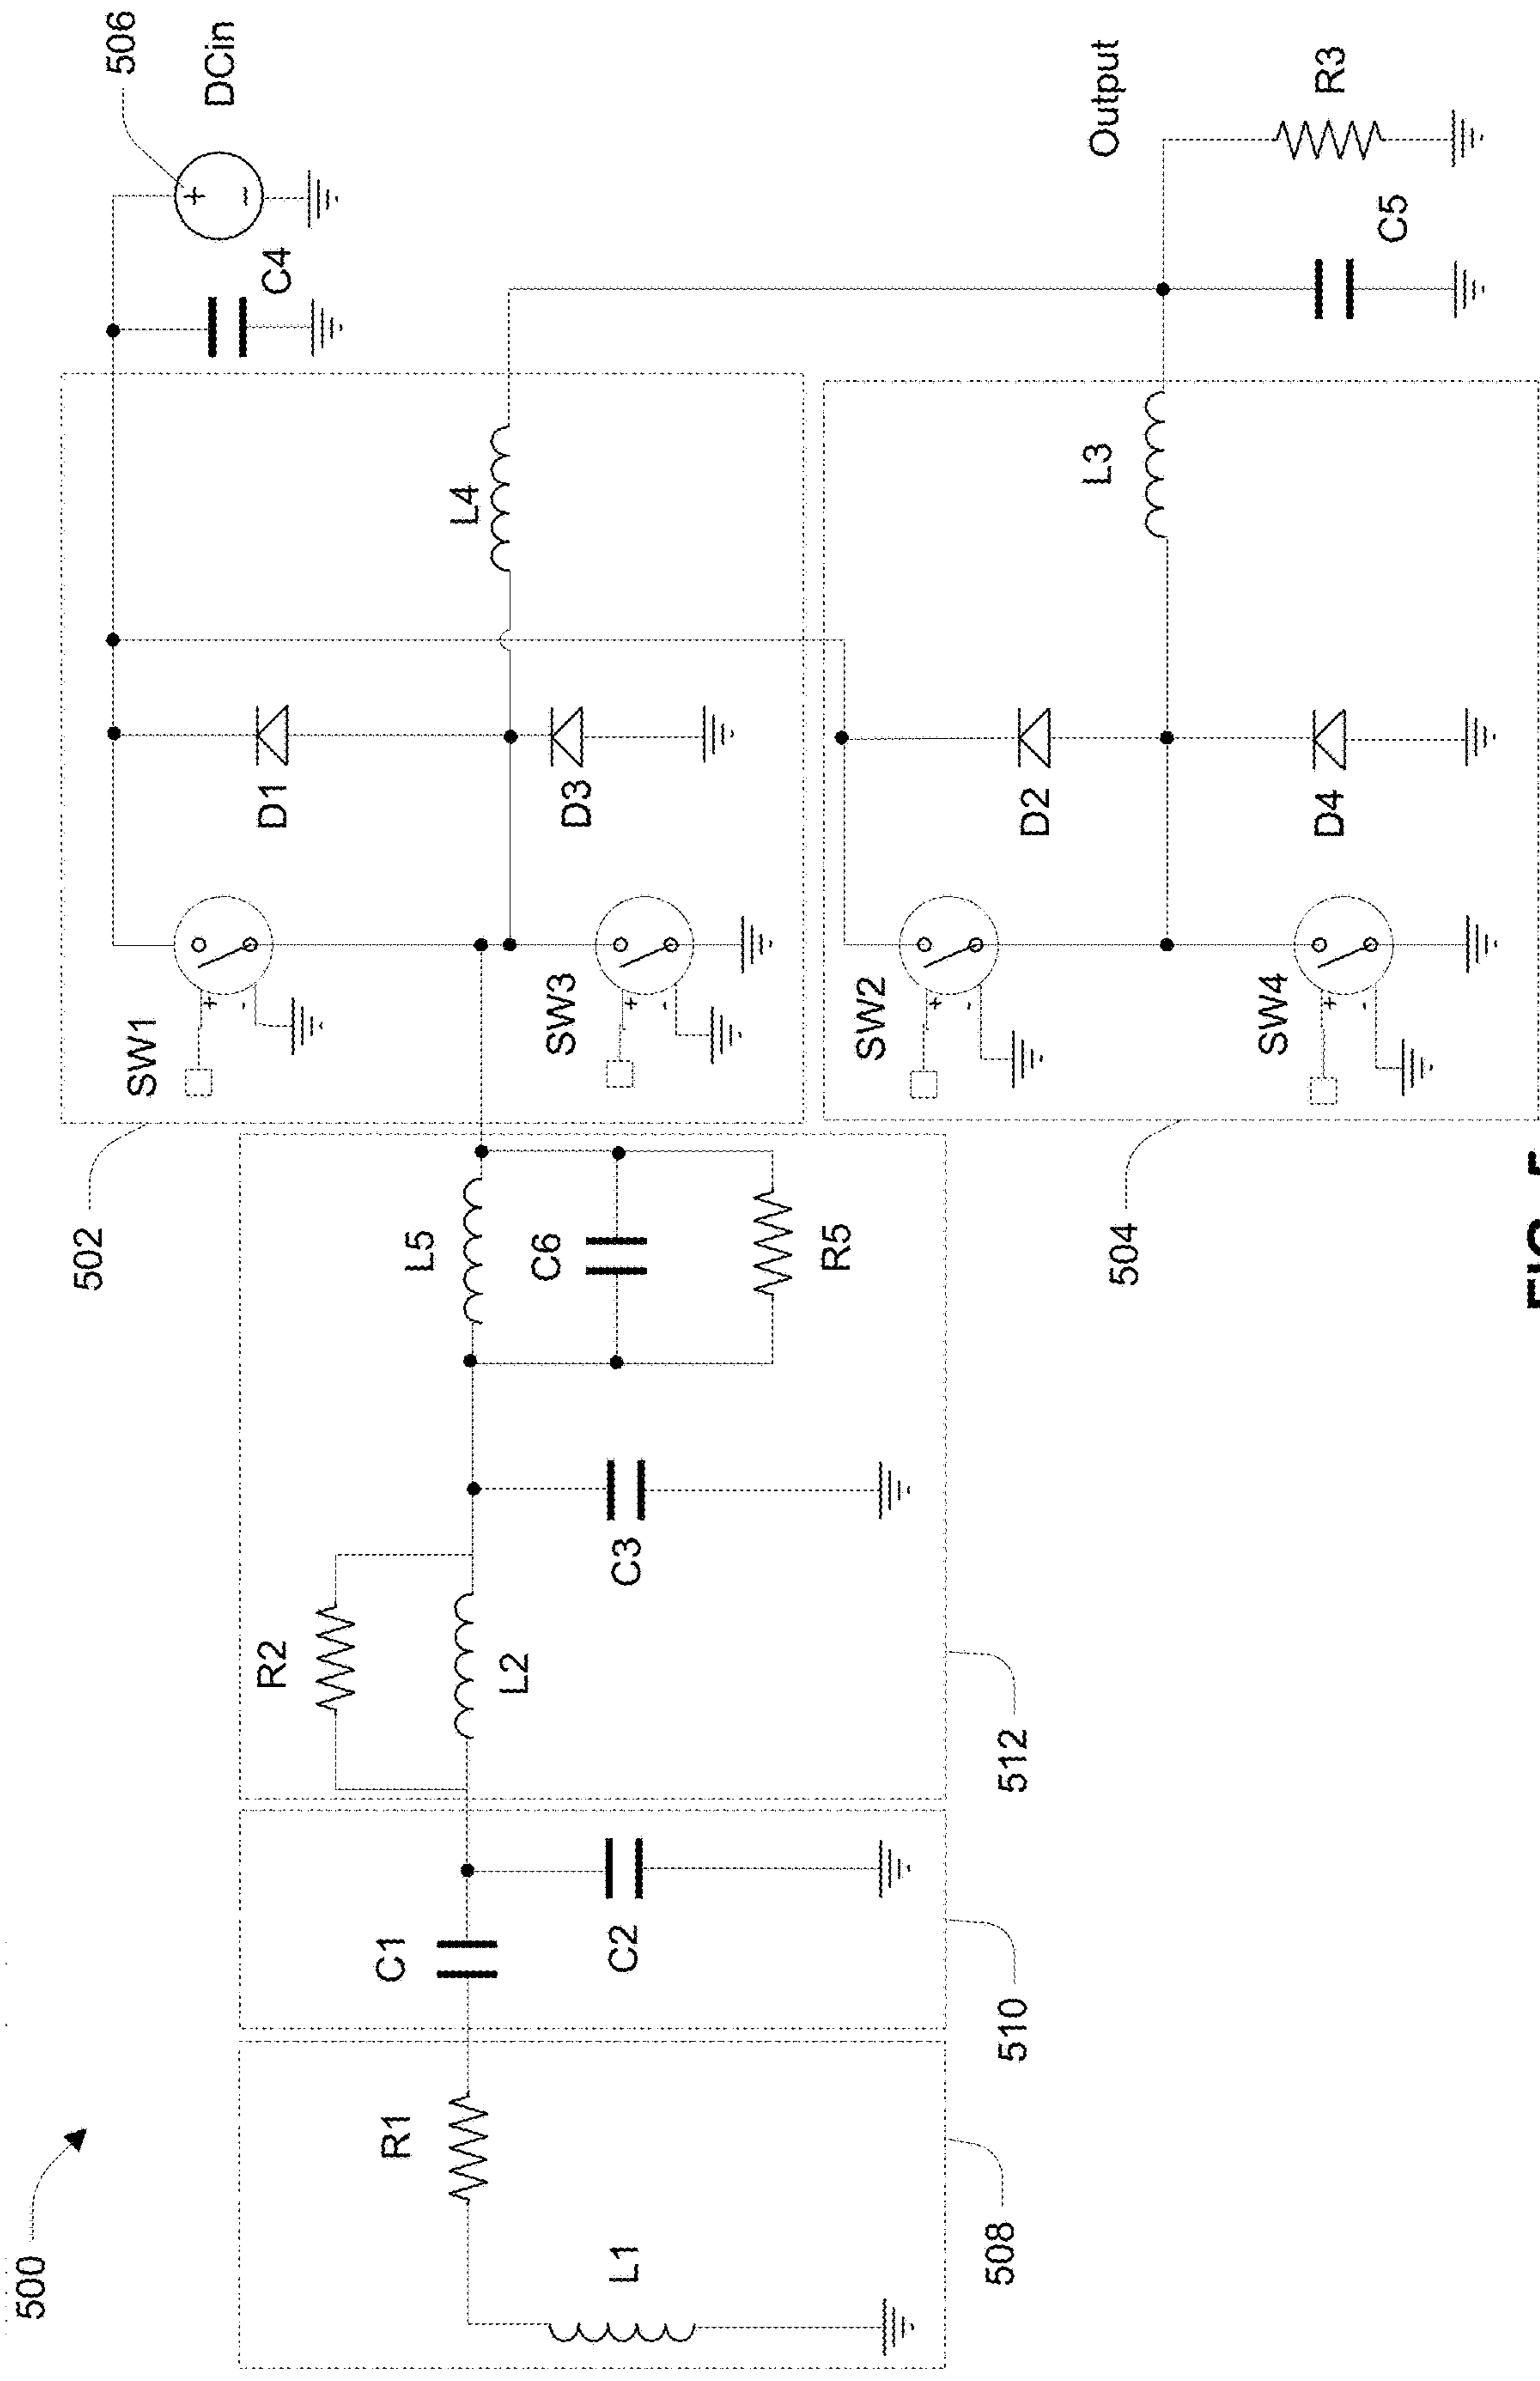 500
506
DCin
C4
Output
R3
C5
L4
L3
D1
D3
D2
D4
SW1
SW3
SW2
SW4
+
-
+
-
+
-
+
-
+
-
502
504
L5
C6
R5
C3
R2
L2
512
C1
C2
510
R1
L1
508